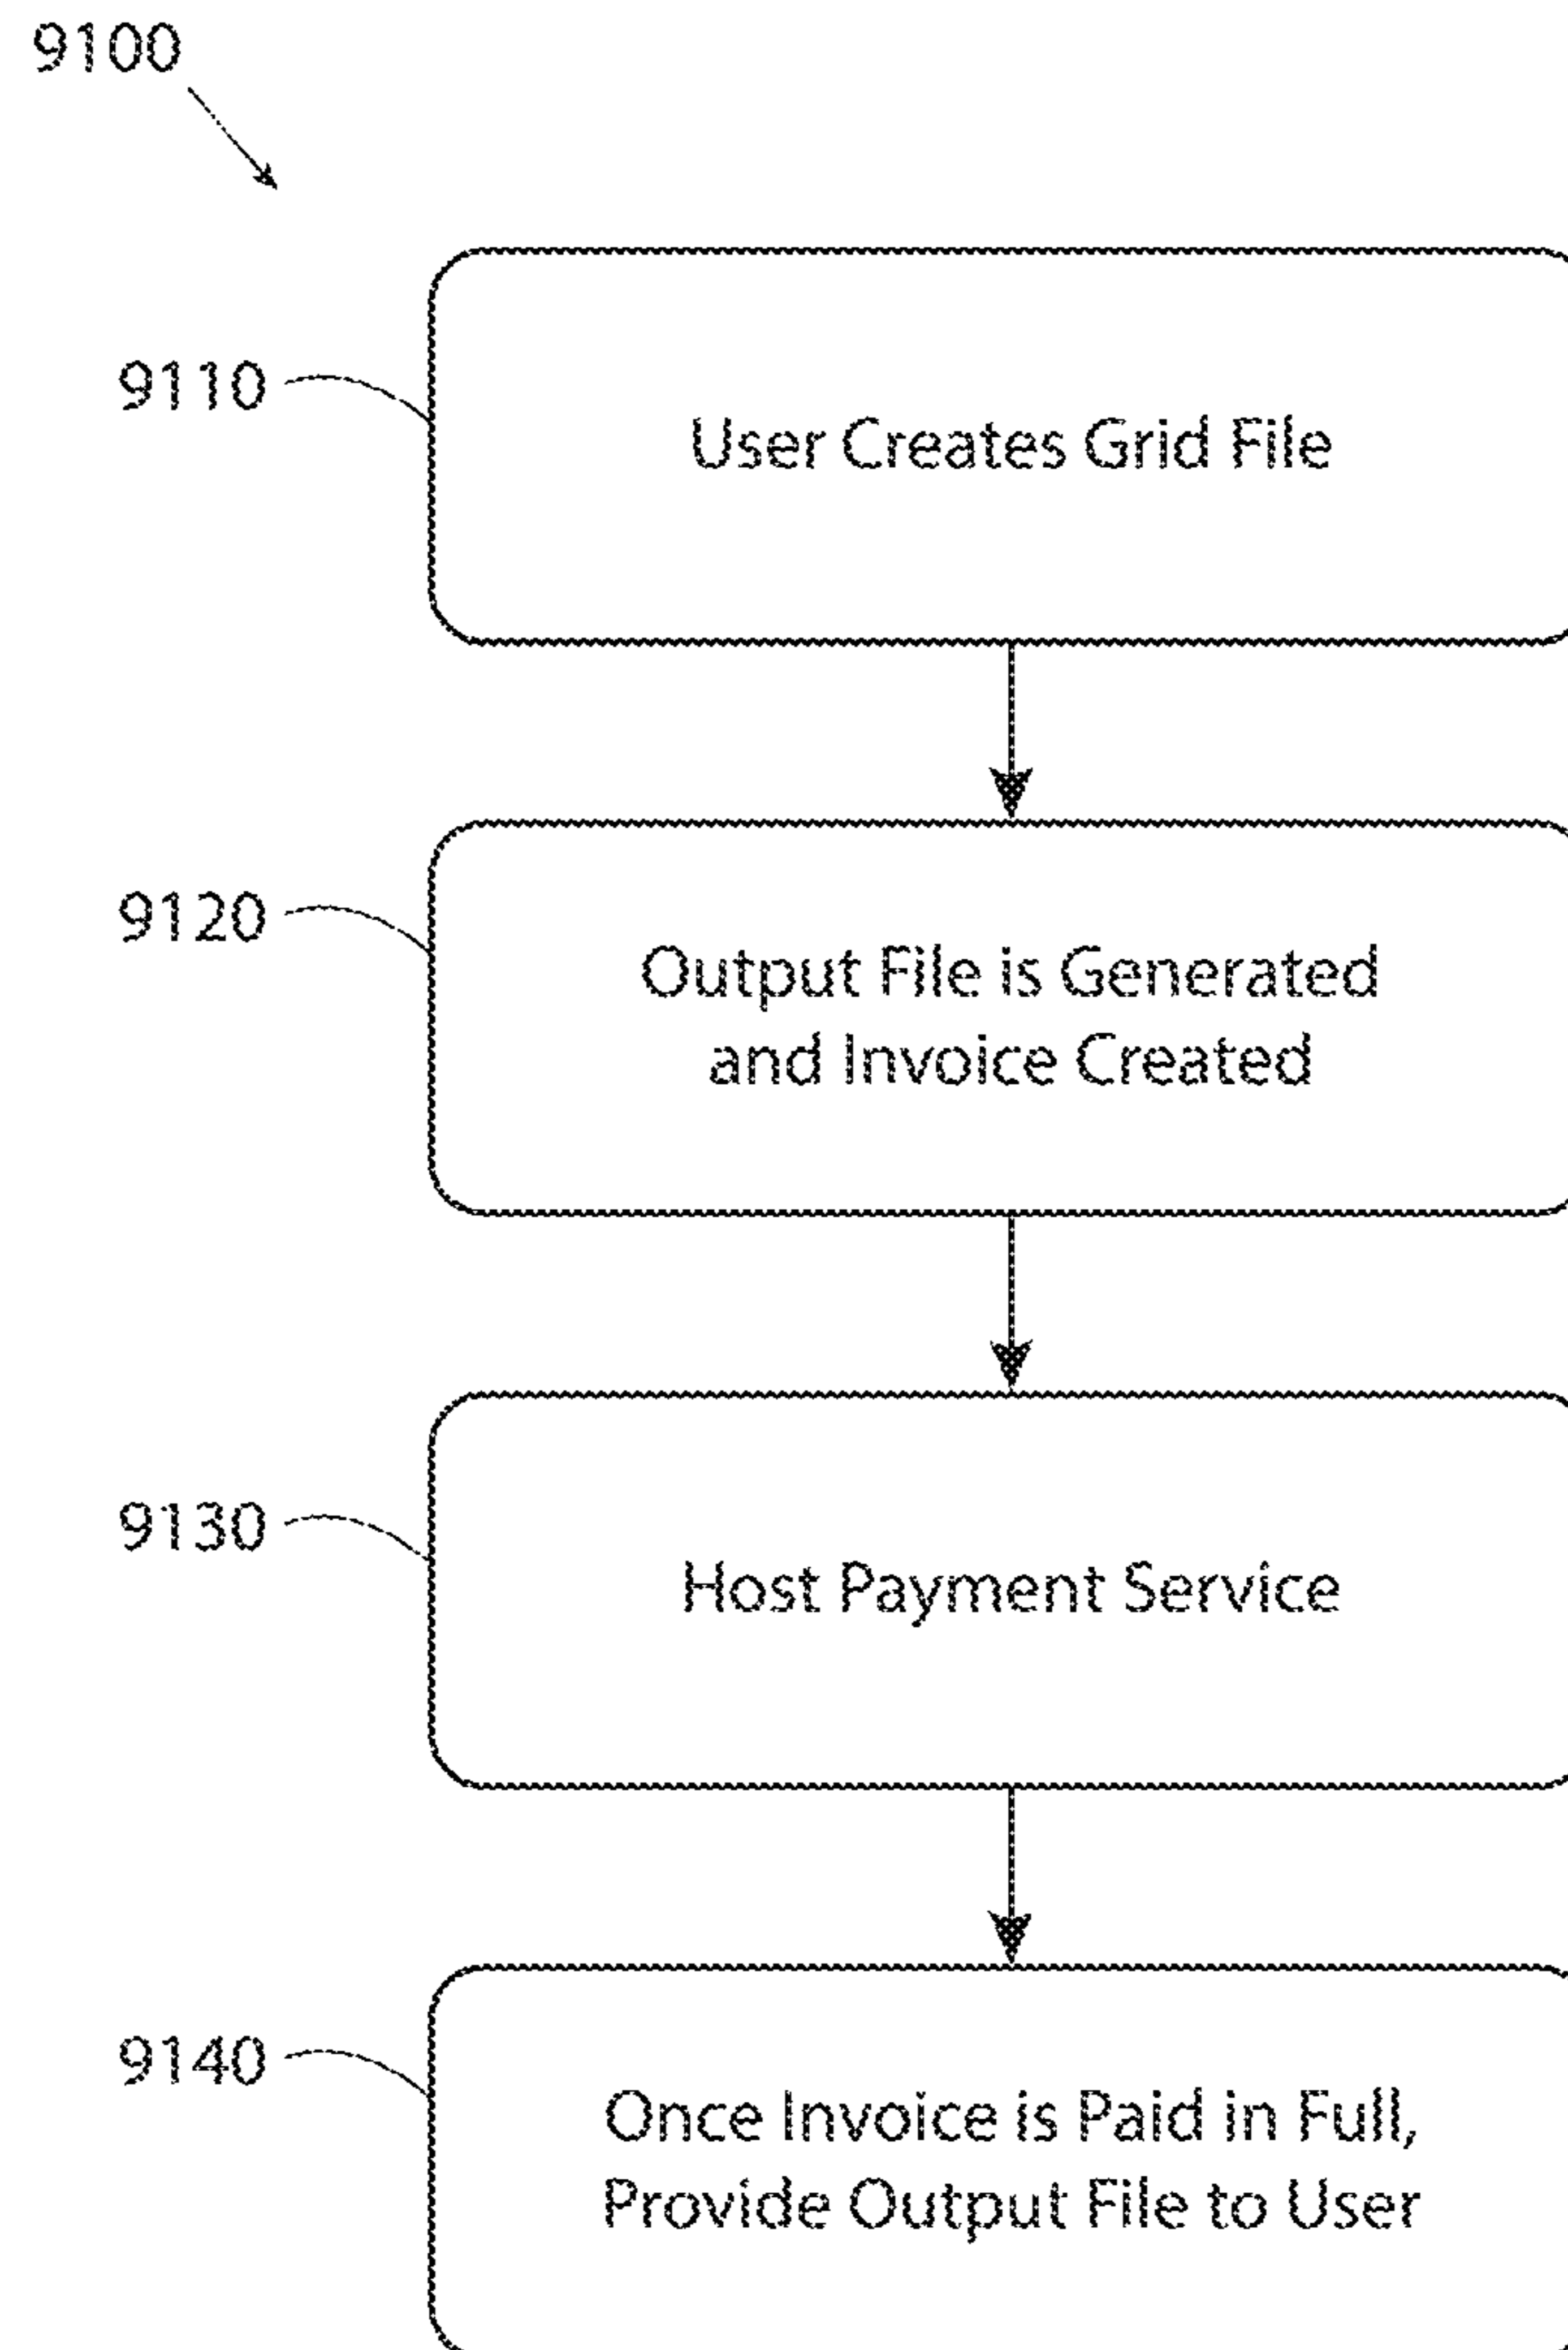 9100
9110
User Creates Grid File
9120
Output File is Generated
and Invoice Created
9130
Host Payment Service
9140
Once Invoice is Paid in Full,
Provide Output File to User